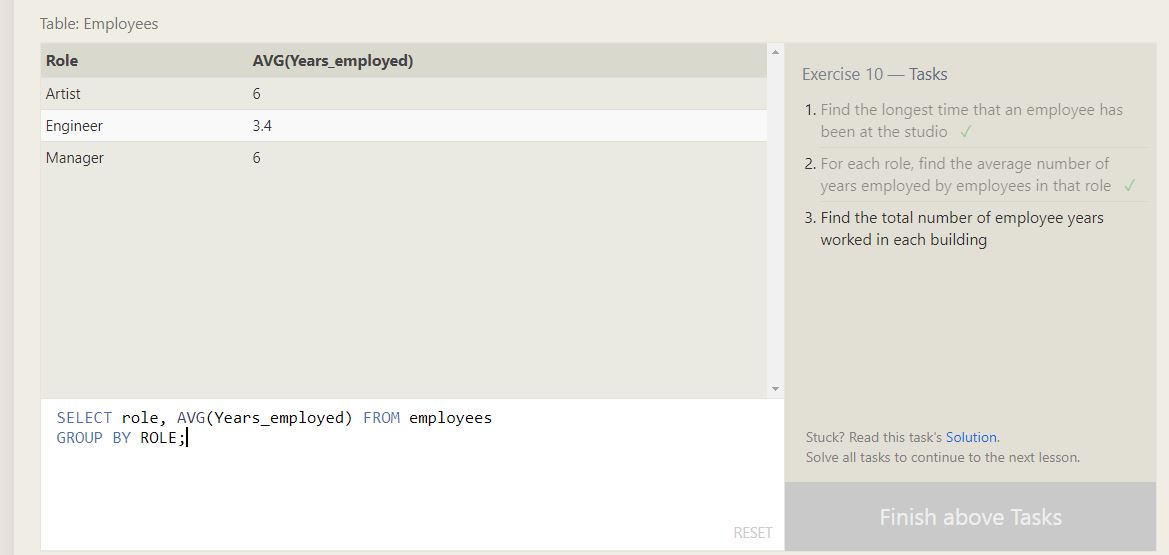 Table: Employees
Role AVG(Years_employed)
Artist 6
Engineer 3.4
Manager 6
SELECT role, AVG(Years_employed) FROM employees
GROUP BY ROLE;
RESET
Exercise 10 — Tasks
1. Find the longest time that an employee has
been at the studio ✓
2. For each role, find the average number of
years employed by employees in that role ✓
3. Find the total number of employee years
worked in each building
Stuck? Read this task's Solution.
Solve all tasks to continue to the next lesson.
Finish above Tasks